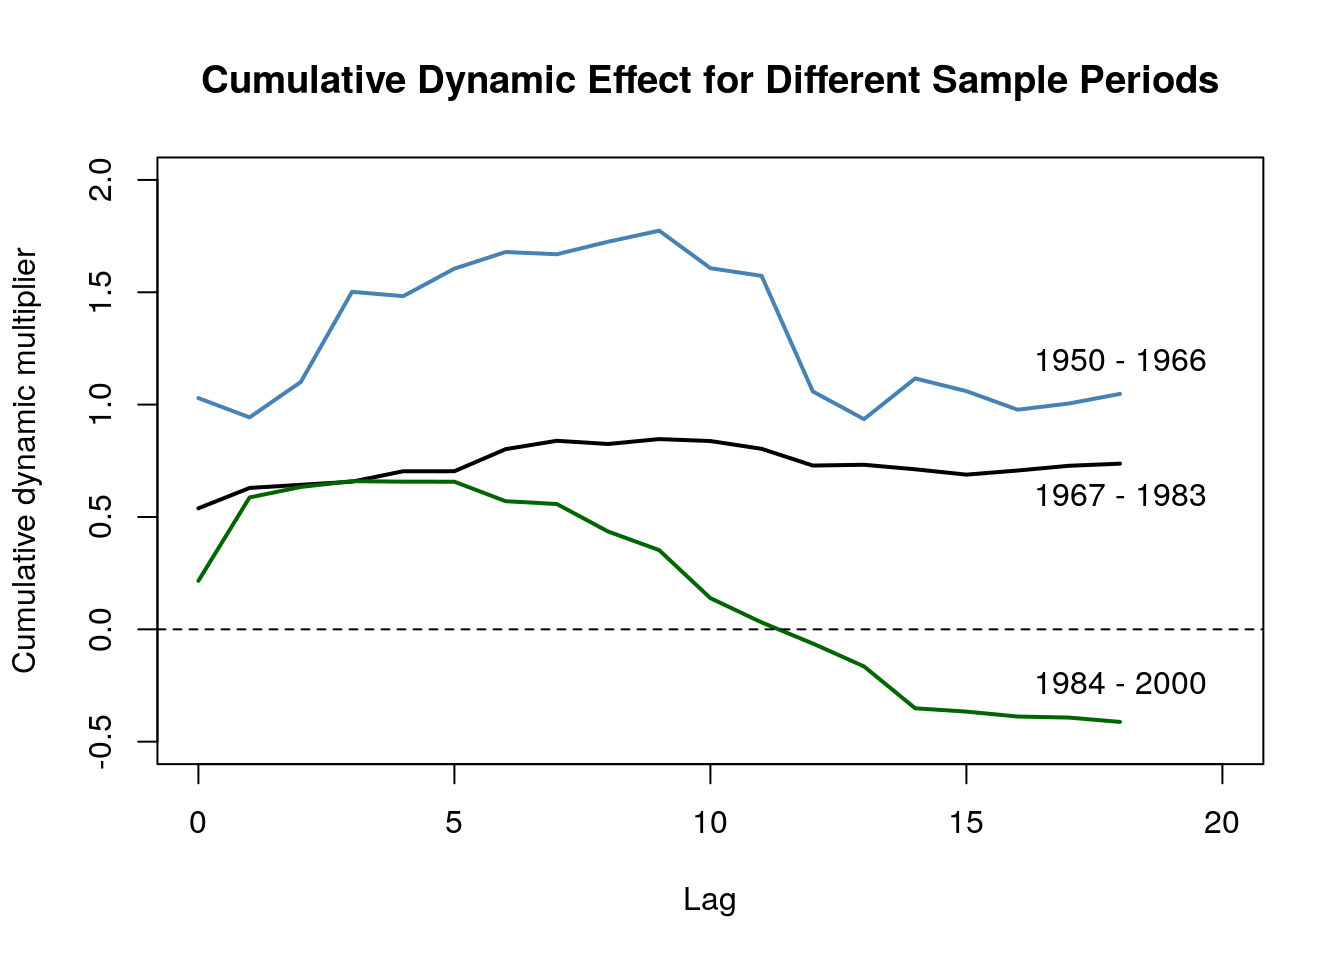 Cumulative Dynamic Effect for Different Sample Periods
Cumulative dynamic multiplier
2.0
1.5
1.0
0.5
0.0
-0.5
1950 - 1966
1967 - 1983
1984 - 2000
0 5 10 15 20
Lag